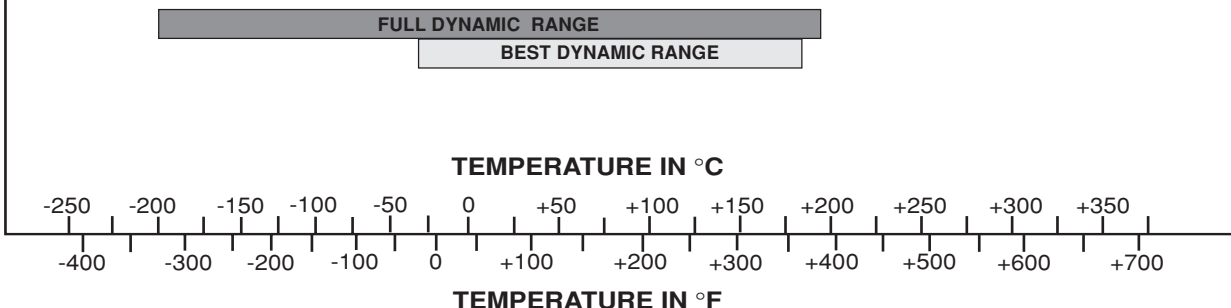 FULL DYNAMIC RANGE
BEST DYNAMIC RANGE
TEMPERATURE IN °C
-250 -200 -150 -100 -50 0 +50 +100 +150 +200 +250 +300 +350
-400 -300 -200 -100 0 +100 +200 +300 +400 +500 +600 +700
TEMPERATURE IN °F